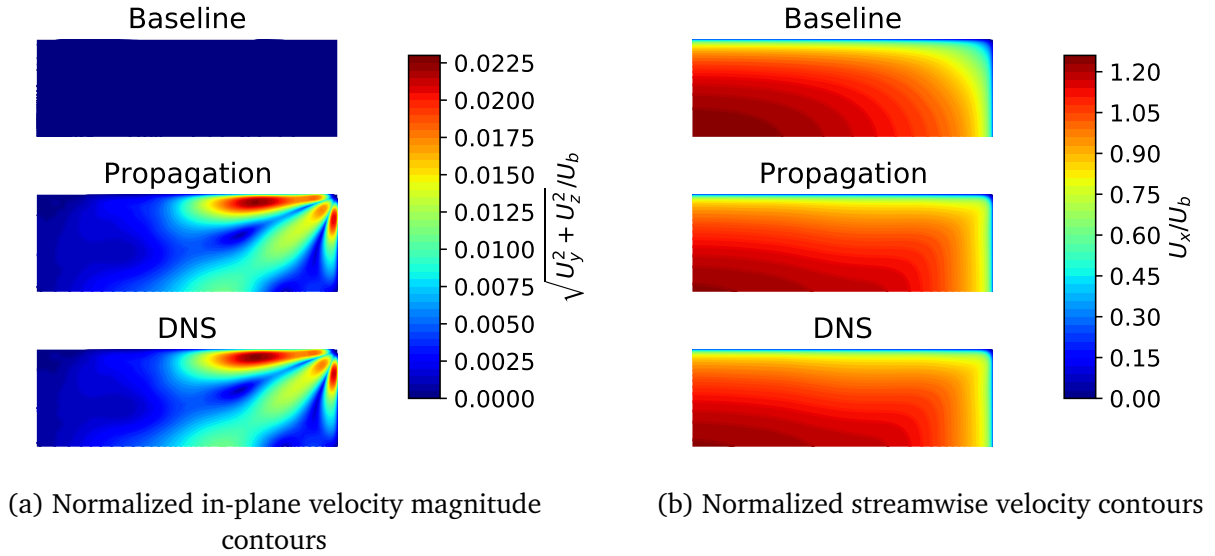 Baseline
Propagation
DNS
0.0225
0.0200
0.0175
0.0150
0.0125
0.0100
0.0075
0.0050
0.0025
0.0000
√U_y^2 + U_z^2/U_b
(a) Normalized in-plane velocity magnitude
contours
Baseline
Propagation
DNS
1.20
1.05
0.90
0.75
0.60
0.45
0.30
0.15
0.00
U_x/U_b
(b) Normalized streamwise velocity contours